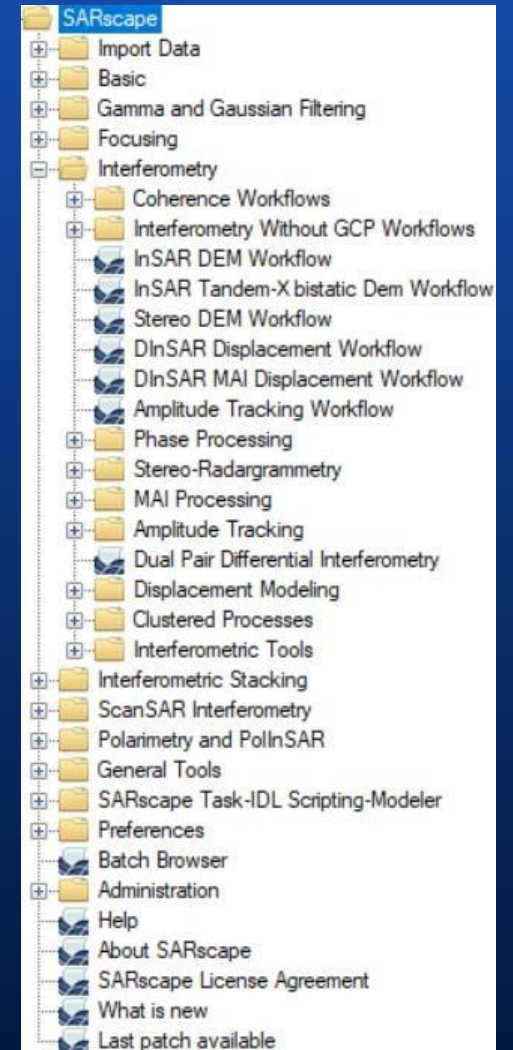 SARscape
Import Data
Basic
Gamma and Gaussian Filtering
Focusing
Interferometry
Coherence Workflows
Interferometry Without GCP Workflows
InSAR DEM Workflow
InSAR Tandem-X bistatic Dem Workflow
Stereo DEM Workflow
DInSAR Displacement Workflow
DInSAR MAI Displacement Workflow
Amplitude Tracking Workflow
Phase Processing
Stereo-Radargrammetry
MAI Processing
Amplitude Tracking
Dual Pair Differential Interferometry
Displacement Modeling
Clustered Processes
Interferometric Tools
Interferometric Stacking
ScanSAR Interferometry
Polarimetry and PolInSAR
General Tools
SARscape Task-IDL Scripting-Modeler
Preferences
Batch Browser
Administration
Help
About SARscape
SARscape License Agreement
What is new
Last patch available